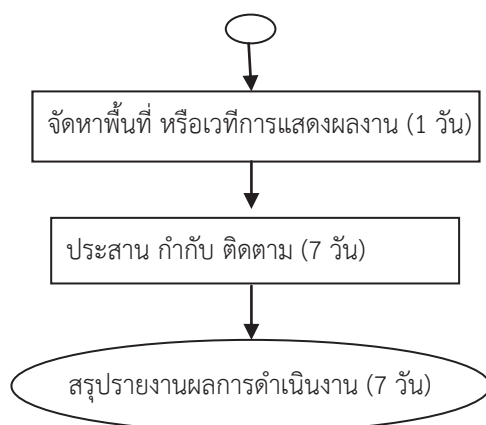 จัดหาพื้นที่ หรือเวทีการแสดงผลงาน (1 วัน)
ประสาน กำกับ ติดตาม (7 วัน)
สรุปรายงานผลการดำเนินงาน (7 วัน)